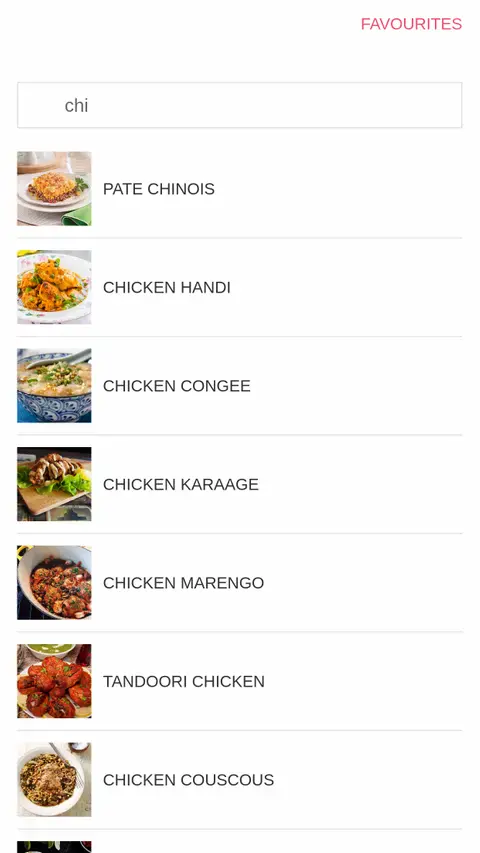 FAVOURITES
chi
PATE CHINOIS
CHICKEN HANDI
CHICKEN CONGEE
CHICKEN KARAAGE
CHICKEN MARENGO
TANDOORI CHICKEN
CHICKEN COUSCOUS